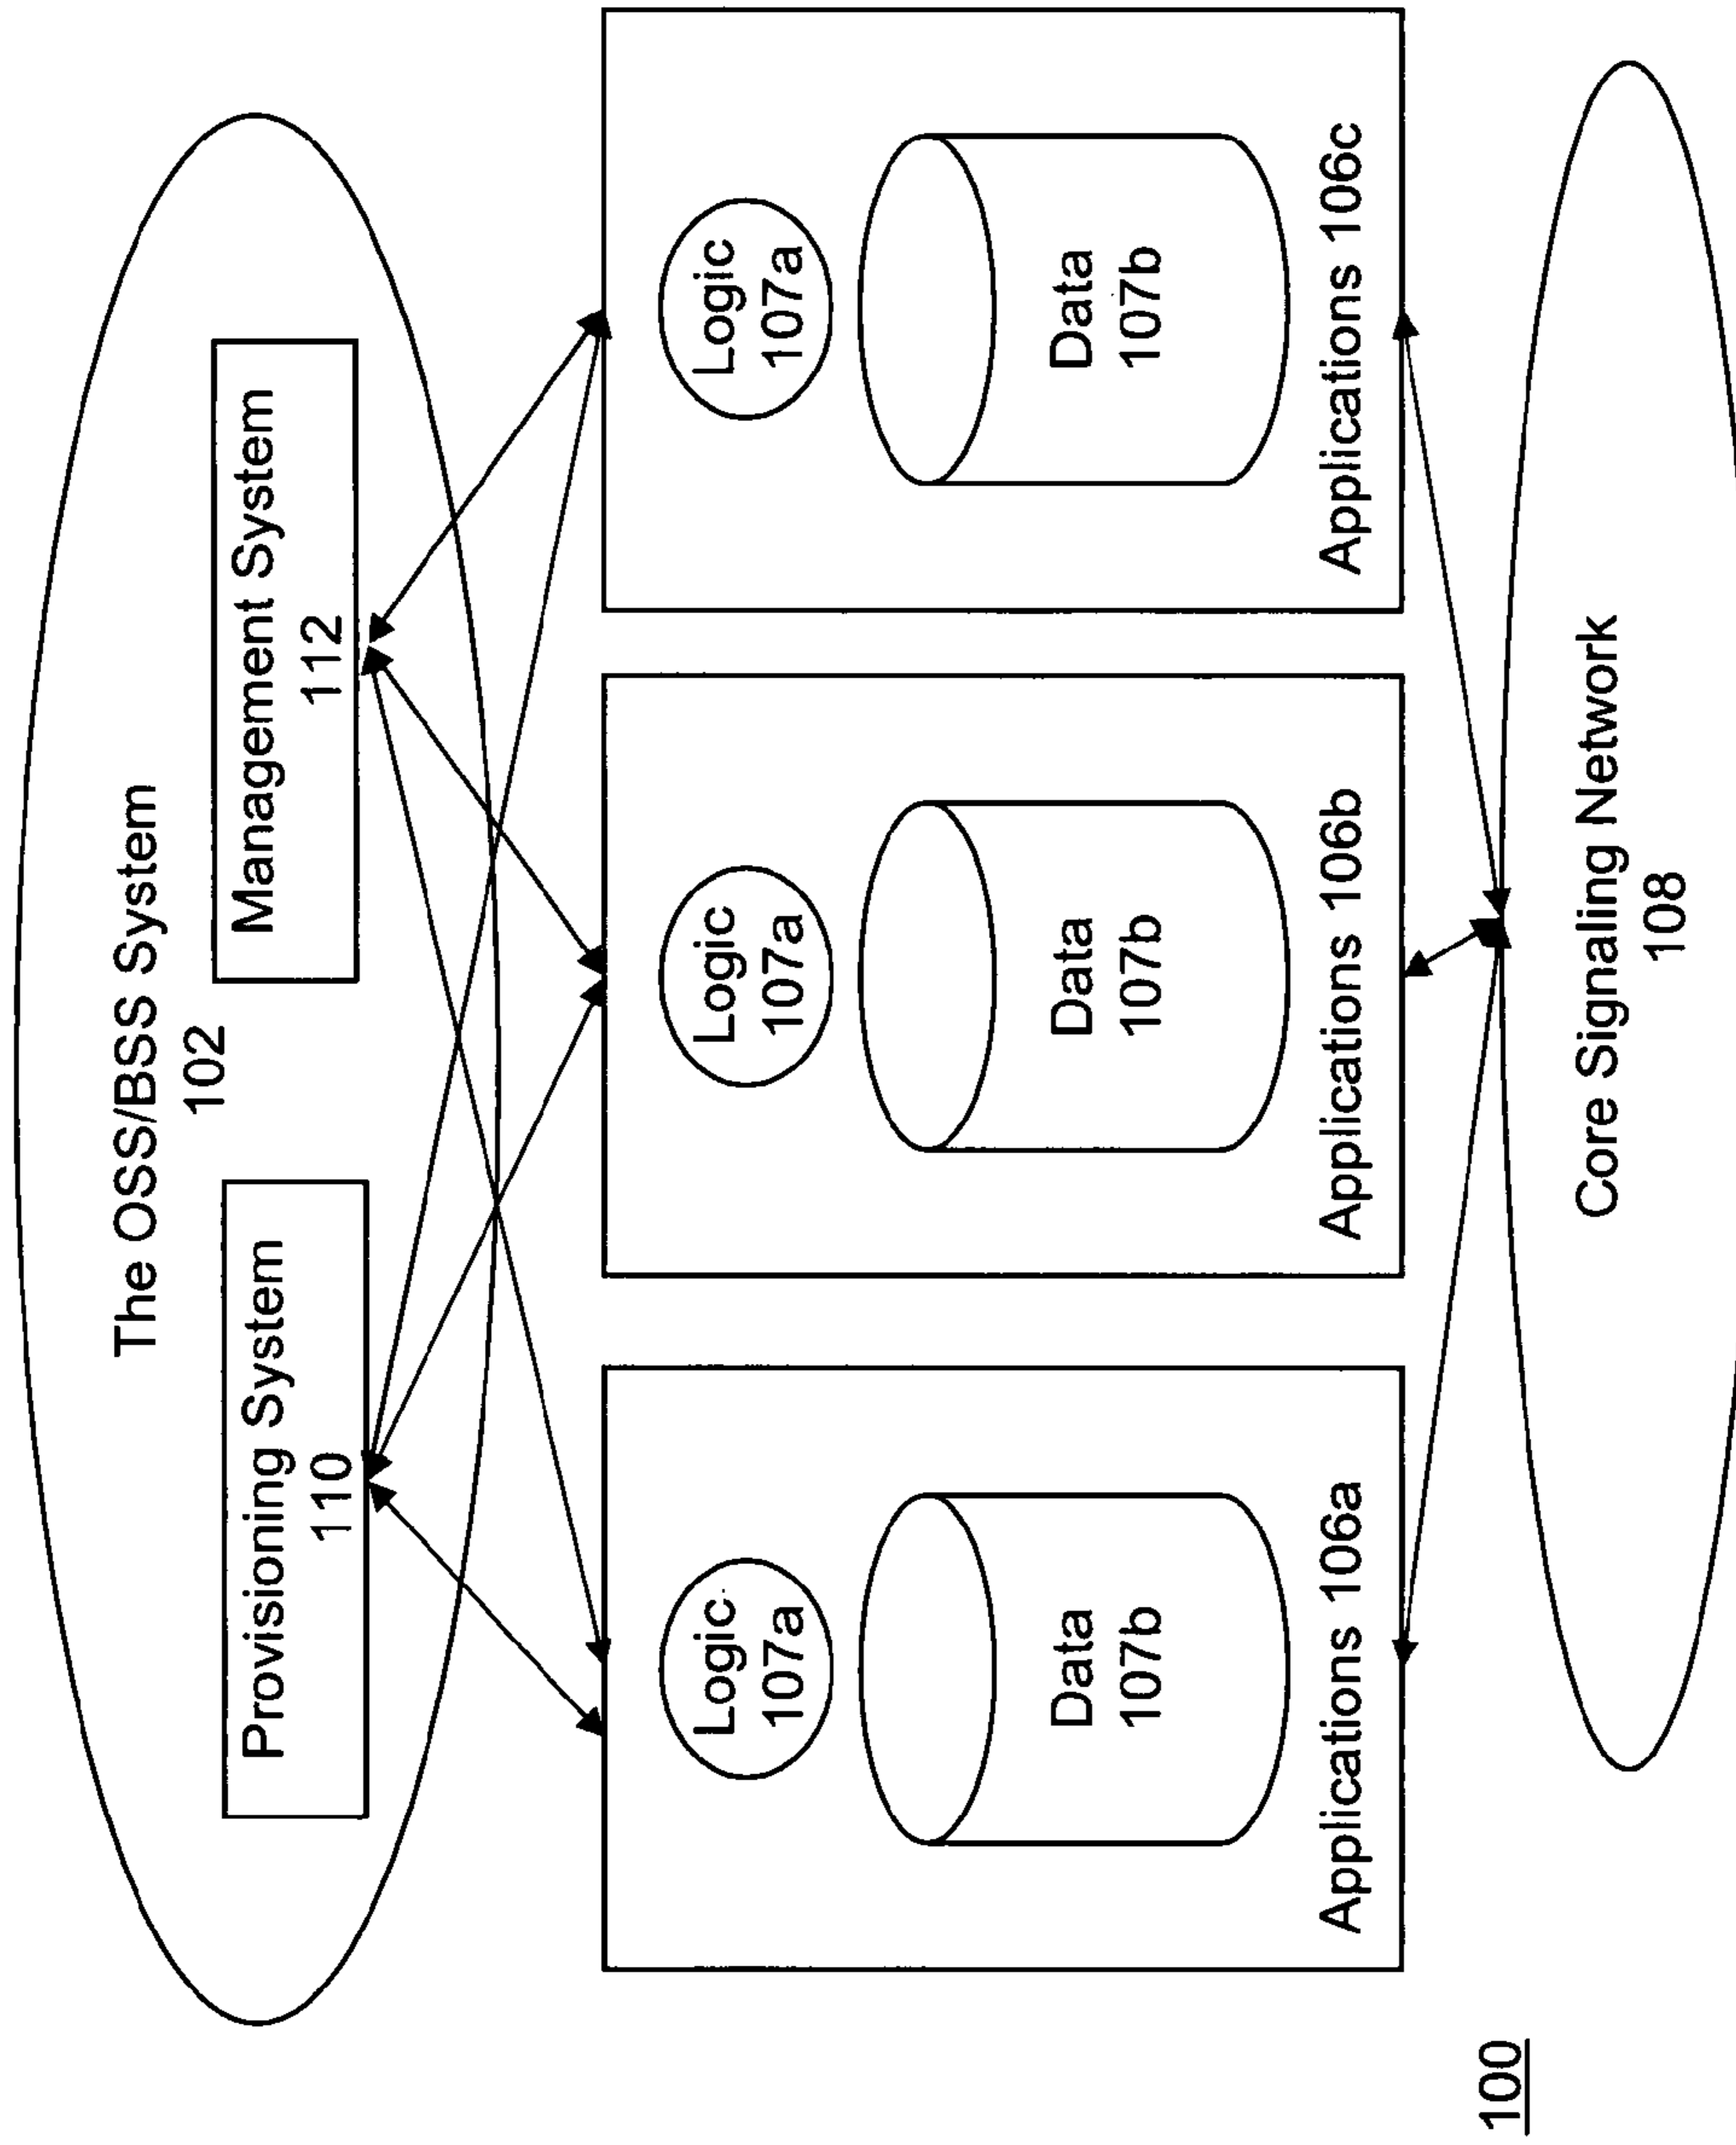 The OSS/BSS System
102
Provisioning System
110
Management System
112
Logic
107a
Data
107b
Applications 106a
Logic
107a
Data
107b
Applications 106b
Logic
107a
Data
107b
Applications 106c
Core Signaling Network
108
100